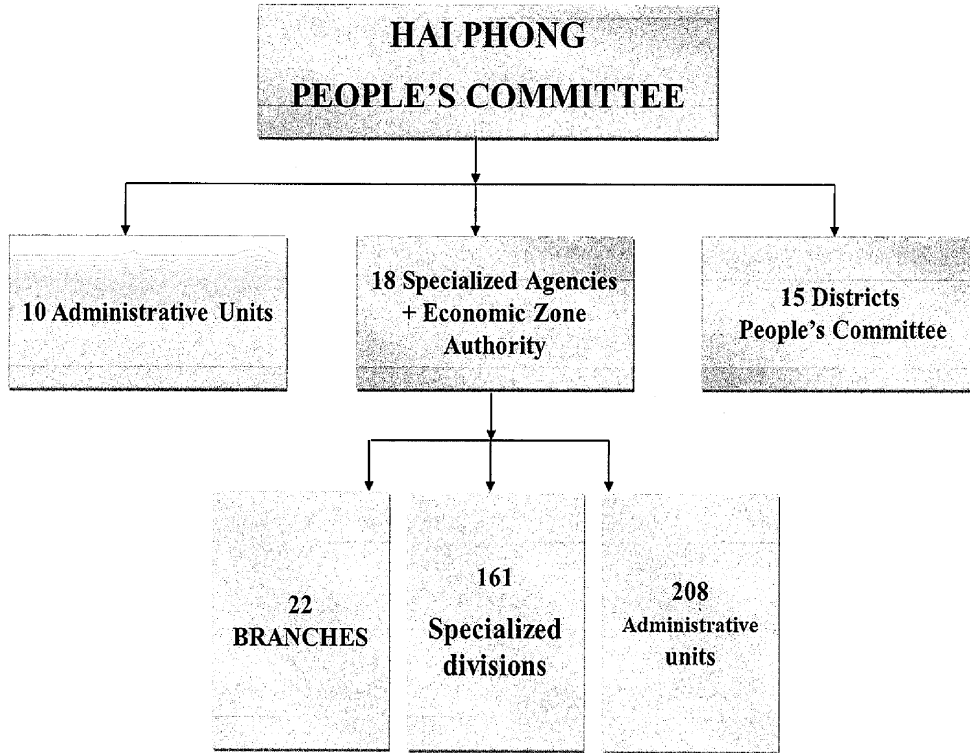 HAI PHONG
PEOPLE'S COMMITTEE
10 Administrative Units
18 Specialized Agencies
+ Economic Zone
Authority
15 Districts
People's Committee
22
BRANCHES
161
Specialized
divisions
208
Administrative
units